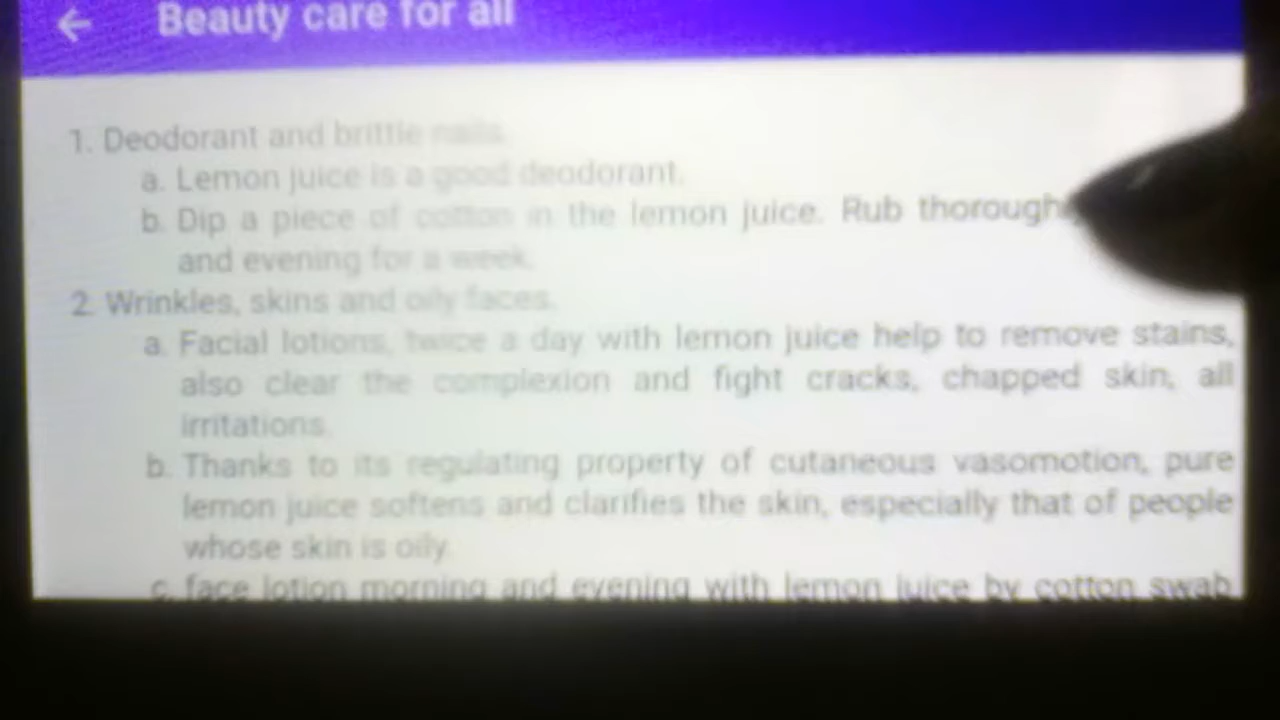 Beauty care for all
1. Deodorant and brittle nails.
a. Lemon juice is a good deodorant.
b. Dip a piece of cotton in the lemon juice. Rub
and evening for a week.
2. Wrinkles, skins and oily faces.
a. Facial lotions, twice a day with lemon juice help to remove stains,
also clear the complexion and fight cracks, chapped skin, all
irritations.
b. Thanks to its regulating property of cutaneous vasomotion, pure
lemon juice softens and clarifies the skin, especially that of people
whose skin is oily.
c. face lotion morning and evening with lemon juice by cotton swab